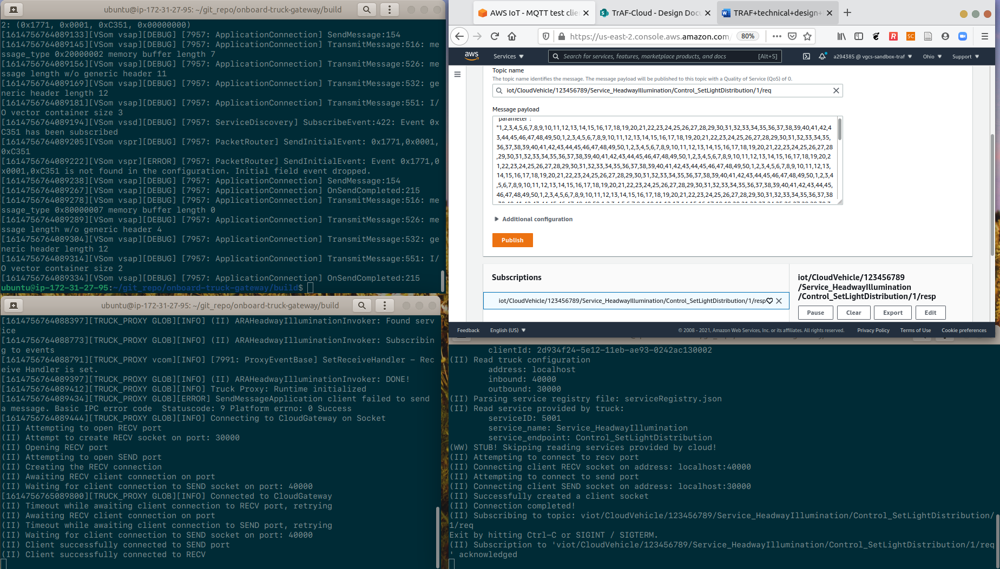 ubuntu@ip-172-31-27-95: ~/git_repo/onboard-truck-gateway/build
2: (0x1771, 0x0001, 0xC351, 0x00000000)
[1614756764089133][VSom vsap][DEBUG] [7957: ApplicationConnection] SendMessage:154
[1614756764089145][VSom vsap][DEBUG] [7957: ApplicationConnection] TransmitMessage:516: me
ssage_type 0x20000002 memory buffer length 7
[1614756764089156][VSom vsap][DEBUG] [7957: ApplicationConnection] TransmitMessage:526: me
ssage length w/o generic header 11
[1614756764089169][VSom vsap][DEBUG] [7957: ApplicationConnection] TransmitMessage:532: ge
neric header length 12
[1614756764089181][VSom vsap][DEBUG] [7957: ApplicationConnection] TransmitMessage:551: I/
O vector container size 3
[1614756764089194][VSom vssd][DEBUG] [7957: ServiceDiscovery] SubscribeEvent:422: Event 0x
C351 has been subscribed
[1614756764089205][VSom vspr][DEBUG] [7957: PacketRouter] SendInitialEvent: 0x1771,0x0001,
0xC351
[1614756764089222][VSom vspr][ERROR] [7957: PacketRouter] SendInitialEvent: Event 0x1771,0
x0001,0xC351 is not found in the configuration. Initial field event dropped.
[1614756764089238][VSom vsap][DEBUG] [7957: ApplicationConnection] SendMessage:154
[1614756764089267][VSom vsap][DEBUG] [7957: ApplicationConnection] OnSendCompleted:215
[1614756764089278][VSom vsap][DEBUG] [7957: ApplicationConnection] TransmitMessage:516: me
ssage_type 0x80000007 memory buffer length 0
[1614756764089289][VSom vsap][DEBUG] [7957: ApplicationConnection] TransmitMessage:526: me
ssage length w/o generic header 4
[1614756764089304][VSom vsap][DEBUG] [7957: ApplicationConnection] TransmitMessage:532: ge
neric header length 12
[1614756764089314][VSom vsap][DEBUG] [7957: ApplicationConnection] TransmitMessage:551: I/
O vector container size 2
[1614756764089334][VSom vsap][DEBUG] [7957: ApplicationConnection] OnSendCompleted:215
ubuntu@ip-172-31-27-95:~/git_repo/onboard-truck-gateway/build$
ubuntu@ip-172-31-27-95: ~/git_repo/onboard-truck-gateway/build
[1614756764088397][TRUCK_PROXY GLOB][INFO] (II) ARAHeadwayIlluminationInvoker: Found serv
ice
[1614756764088773][TRUCK_PROXY GLOB][INFO] (II) ARAHeadwayIlluminationInvoker: Subscribin
g to events
[1614756764088791][TRUCK_PROXY vcom][INFO] [7991: ProxyEventBase] SetReceiveHandler – Rec
eive Handler is set.
[1614756764089397][TRUCK_PROXY GLOB][INFO] (II) ARAHeadwayIlluminationInvoker: DONE!
[1614756764089412][TRUCK_PROXY GLOB][INFO] Truck Proxy: Runtime initialized
[1614756764089434][TRUCK_PROXY GLOB][ERROR] SendMessageApplication client failed to send
a message. Basic IPC error code  Statuscode: 9 Platform errno: 0 Success
[1614756764089444][TRUCK_PROXY GLOB][INFO] Connecting to CloudGateway on Socket
(II) Attempting to open RECV port
(II) Attempt to create RECV socket on port: 30000
(II) Opening RECV port
(II) Attempting to open SEND port
(II) Creating the RECV connection
(II) Awaiting RECV client connection on port
(II) Waiting for client connection to SEND socket on port: 40000
[1614756765089800][TRUCK_PROXY GLOB][INFO] Connected to CloudGateway
(II) Timeout while awaiting client connection to RECV port, retrying
(II) Awaiting RECV client connection on port
(II) Timeout while awaiting client connection to SEND port, retrying
(II) Waiting for client connection to SEND socket on port: 40000
(II) Client successfully connected to SEND port
(II) Client successfully connected to RECV
AWS IoT - MQTT test clie
TrAF-Cloud - Design Docu
TRAF+technical+design+
https://us-east-2.console.aws.amazon.com/
80%
aws
Services
Search for services, features, marketplace products, and docs
[Alt+S]
a294385 @ vgcs-sandbox-traf
Ohio
Support
Topic name
The topic name identifies the message. The message payload will be published to this topic with a Quality of Service (QoS) of 0.
iot/CloudVehicle/123456789/Service_HeadwayIllumination/Control_SetLightDistribution/1/req
Message payload
"parameter":
"1,2,3,4,5,6,7,8,9,10,11,12,13,14,15,16,17,18,19,20,21,22,23,24,25,26,27,28,29,30,31,32,33,34,35,36,37,38,39,40,41,42,4
3,44,45,46,47,48,49,50,1,2,3,4,5,6,7,8,9,10,11,12,13,14,15,16,17,18,19,20,21,22,23,24,25,26,27,28,29,30,31,32,33,34,35,
36,37,38,39,40,41,42,43,44,45,46,47,48,49,50,1,2,3,4,5,6,7,8,9,10,11,12,13,14,15,16,17,18,19,20,21,22,23,24,25,26,27,28
,29,30,31,32,33,34,35,36,37,38,39,40,41,42,43,44,45,46,47,48,49,50,1,2,3,4,5,6,7,8,9,10,11,12,13,14,15,16,17,18,19,20,2
1,22,23,24,25,26,27,28,29,30,31,32,33,34,35,36,37,38,39,40,41,42,43,44,45,46,47,48,49,50,1,2,3,4,5,6,7,8,9,10,11,12,13,
14,15,16,17,18,19,20,21,22,23,24,25,26,27,28,29,30,31,32,33,34,35,36,37,38,39,40,41,42,43,44,45,46,47,48,49,50,1,2,3,4
,5,6,7,8,9,10,11,12,13,14,15,16,17,18,19,20,21,22,23,24,25,26,27,28,29,30,31,32,33,34,35,36,37,38,39,40,41,42,43,44,45,
46,47,48,49,50,1,2,3,4,5,6,7,8,9,10,11,12,13,14,15,16,17,18,19,20,21,22,23,24,25,26,27,28,29,30,31,32,33,34,35,36,37,38
Additional configuration
Publish
Subscriptions
iot/CloudVehicle/123456789/Service_HeadwayIllumination/Control_SetLightDistribution/1/resp
iot/CloudVehicle/123456789
/Service_HeadwayIllumination
/Control_SetLightDistribution/1/resp
Pause
Clear
Export
Edit
Feedback
English (US)
© 2008 - 2021, Amazon Web Services, Inc. or its affiliates. All rights reserved.
Privacy Policy
Terms of Use
Cookie preferences
clientId: 2d934f24-5e12-11eb-ae93-0242ac130002
(II) Read truck configuration
address: localhost
inbound: 40000
outbound: 30000
(II) Parsing service registry file: serviceRegistry.json
(II) Read service provided by truck:
serviceID: 5001
service_name: Service_HeadwayIllumination
service_endpoint: Control_SetLightDistribution
(WW) STUB! Skipping reading services provided by cloud!
(II) Attempting to connect to recv port
(II) Connecting client RECV socket on address: localhost:40000
(II) Attempting to connect to send port
(II) Connecting client SEND socket on address: localhost:30000
(II) Successfully created a client socket
(II) Connection completed!
(II) Subscribing to topic: viot/CloudVehicle/123456789/Service_HeadwayIllumination/Control_SetLightDistribution/
1/req
Exit by hitting Ctrl-C or SIGINT / SIGTERM.
(II) Subscription to 'viot/CloudVehicle/123456789/Service_HeadwayIllumination/Control_SetLightDistribution/1/req
' acknowledged